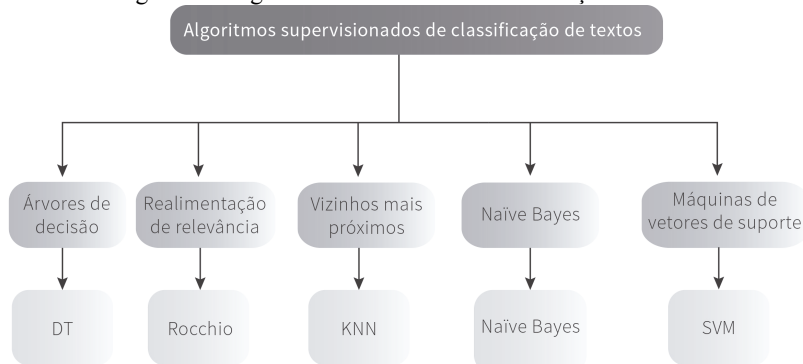 Algoritmos supervisionados de classificação de textos
Árvores de
decisão
Realimentação
de relevância
Vizinhos mais
próximos
Naïve Bayes
Máquinas de
vetores de suporte
DT
Rocchio
KNN
Naïve Bayes
SVM